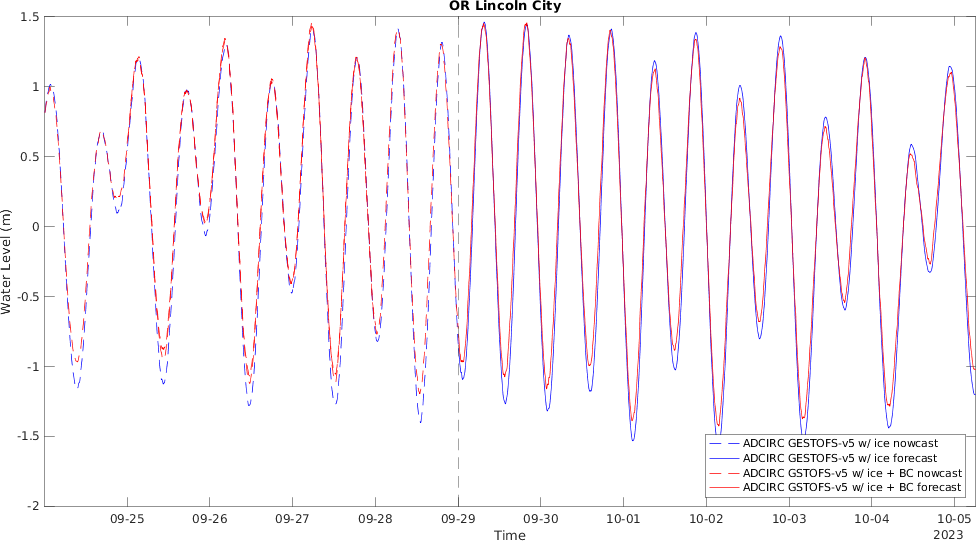 OR Lincoln City
1.5
1
0.5
0
-0.5
-1
-1.5
-2
Water Level (m)
ADCIRC GESTOFS-v5 w/ ice nowcast
ADCIRC GESTOFS-v5 w/ ice forecast
ADCIRC GSTOFS-v5 w/ ice + BC nowcast
ADCIRC GSTOFS-v5 w/ ice + BC forecast
09-25 09-26 09-27 09-28 09-29 09-30 10-01 10-02 10-03 10-04 10-05
2023
Time